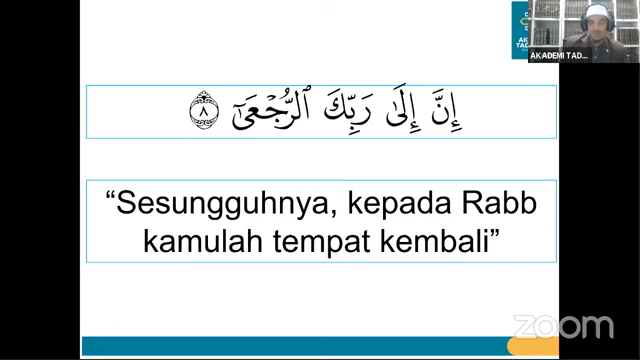 AKADEMI TAD...
إِنَّ إِلَىٰ رَبِّكَ ٱلرُّجْعَىٰٓ ٨
“Sesungguhnya, kepada Rabb
kamulah tempat kembali”
zoom